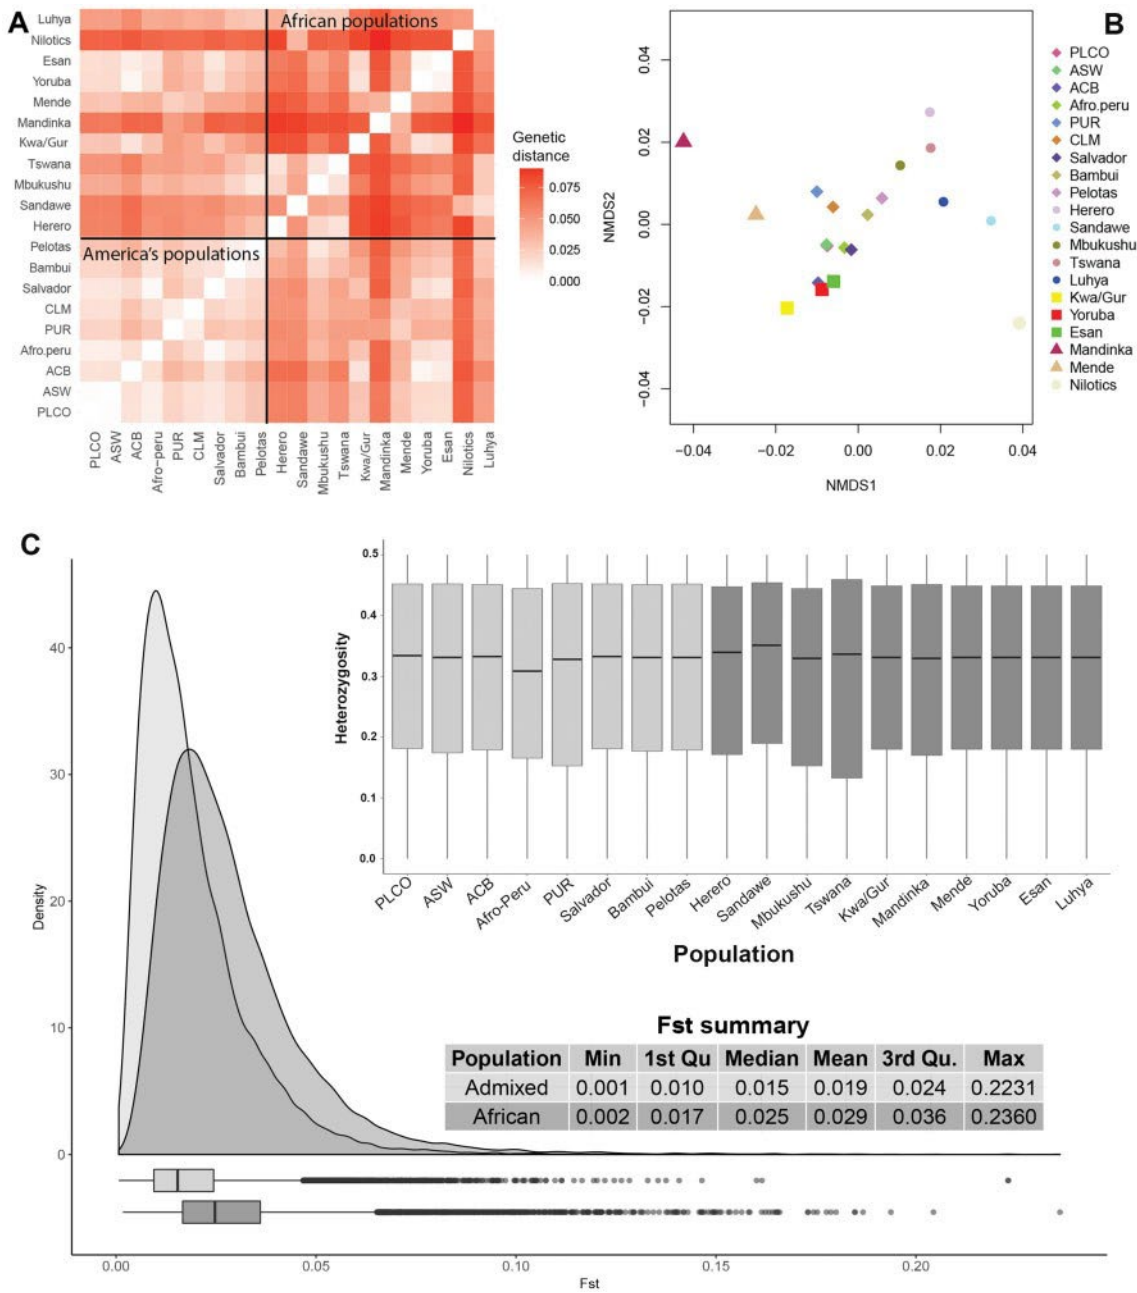 A
African populations
Luhya
Nilotics
Esan
Yoruba
Mende
Mandinka
Kwa/Gur
Tswana
Mbukushu
Sandawe
Herero
Pelotas
Bambui
Salvador
CLM
PUR
Afro.peru
ACB
ASW
PLCO
America's populations
PLCO
ASW
ACB
Afro-peru
PUR
CLM
Salvador
Bambui
Pelotas
Herero
Sandawe
Mbukushu
Tswana
Kwa/Gur
Mandinka
Mende
Yoruba
Esan
Nilotics
Luhya
Genetic
distance
0.075
0.050
0.025
0.000
B
0.04
0.02
0.00
−0.02
−0.04
NMDS2
−0.04
−0.02
0.00
0.02
0.04
NMDS1
PLCO
ASW
ACB
Afro.peru
PUR
CLM
Salvador
Bambui
Pelotas
Herero
Sandawe
Mbukushu
Tswana
Luhya
Kwa/Gur
Yoruba
Esan
Mandinka
Mende
Nilotics
C
40
30
20
10
0
Density
0.5
0.4
0.3
0.2
0.1
0.0
Heterozygosity
PLCO
ASW
ACB
Afro-Peru
PUR
Salvador
Bambui
Pelotas
Herero
Sandawe
Mbukushu
Tswana
Kwa/Gur
Mandinka
Mende
Yoruba
Esan
Luhya
Population
Fst summary
Population Min 1st Qu Median Mean 3rd Qu. Max
Admixed 0.001 0.010 0.015 0.019 0.024 0.2231
African 0.002 0.017 0.025 0.029 0.036 0.2360
0.00
0.05
0.10
0.15
0.20
Fst